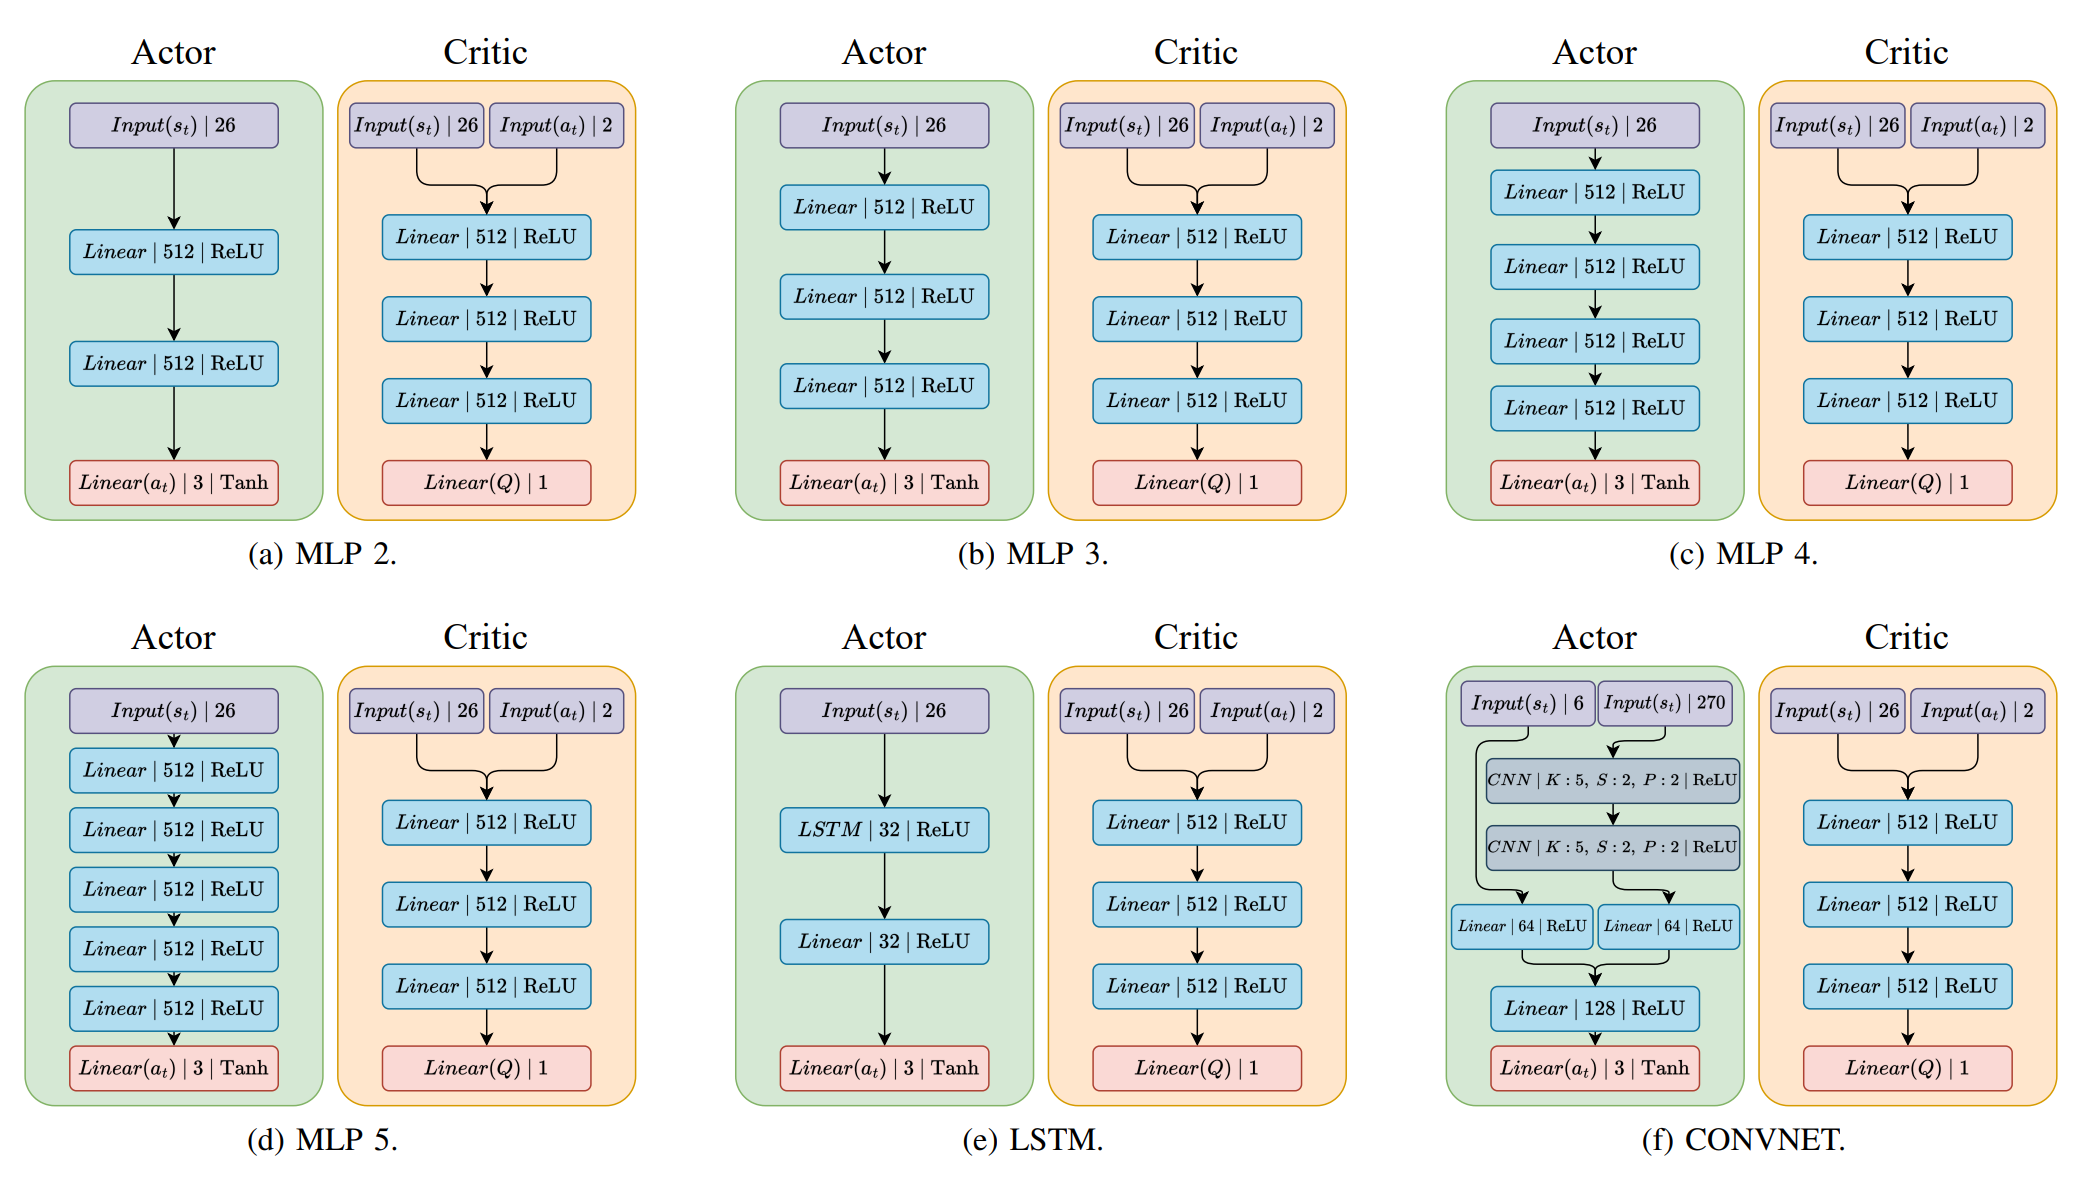 Actor
Critic
Input(s_t) | 26
Input(s_t) | 26
Input(a_t) | 2
Linear | 512 | ReLU
Linear | 512 | ReLU
Linear(a_t) | 3 | Tanh
Linear | 512 | ReLU
Linear | 512 | ReLU
Linear | 512 | ReLU
Linear(Q) | 1
(a) MLP 2.
Actor
Critic
Input(s_t) | 26
Input(s_t) | 26
Input(a_t) | 2
Linear | 512 | ReLU
Linear | 512 | ReLU
Linear | 512 | ReLU
Linear(a_t) | 3 | Tanh
Linear | 512 | ReLU
Linear | 512 | ReLU
Linear | 512 | ReLU
Linear(Q) | 1
(b) MLP 3.
Actor
Critic
Input(s_t) | 26
Input(s_t) | 26
Input(a_t) | 2
Linear | 512 | ReLU
Linear | 512 | ReLU
Linear | 512 | ReLU
Linear | 512 | ReLU
Linear(a_t) | 3 | Tanh
Linear | 512 | ReLU
Linear | 512 | ReLU
Linear | 512 | ReLU
Linear(Q) | 1
(c) MLP 4.
Actor
Critic
Input(s_t) | 26
Input(s_t) | 26
Input(a_t) | 2
Linear | 512 | ReLU
Linear | 512 | ReLU
Linear | 512 | ReLU
Linear | 512 | ReLU
Linear | 512 | ReLU
Linear(a_t) | 3 | Tanh
Linear | 512 | ReLU
Linear | 512 | ReLU
Linear | 512 | ReLU
Linear(Q) | 1
(d) MLP 5.
Actor
Critic
Input(s_t) | 26
Input(s_t) | 26
Input(a_t) | 2
LSTM | 32 | ReLU
Linear | 32 | ReLU
Linear(a_t) | 3 | Tanh
Linear | 512 | ReLU
Linear | 512 | ReLU
Linear | 512 | ReLU
Linear(Q) | 1
(e) LSTM.
Actor
Critic
Input(s_t) | 6
Input(s_t) | 270
Input(s_t) | 26
Input(a_t) | 2
CNN | K : 5, S : 2, P : 2 | ReLU
CNN | K : 5, S : 2, P : 2 | ReLU
Linear | 64 | ReLU
Linear | 64 | ReLU
Linear | 128 | ReLU
Linear(a_t) | 3 | Tanh
Linear | 512 | ReLU
Linear | 512 | ReLU
Linear | 512 | ReLU
Linear(Q) | 1
(f) CONVNET.